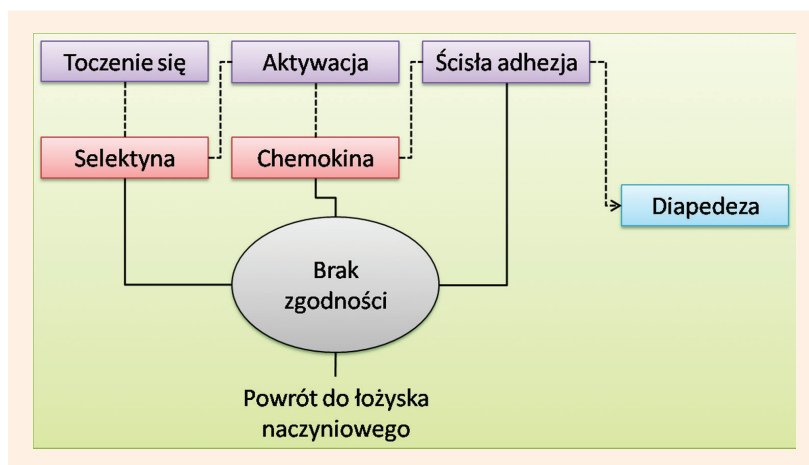 Toczenie się
Aktywacja
Ścisła adhezja
Selektyna
Chemokina
Diapedeza
Brak
zgodności
Powrót do łożyska
naczyniowego